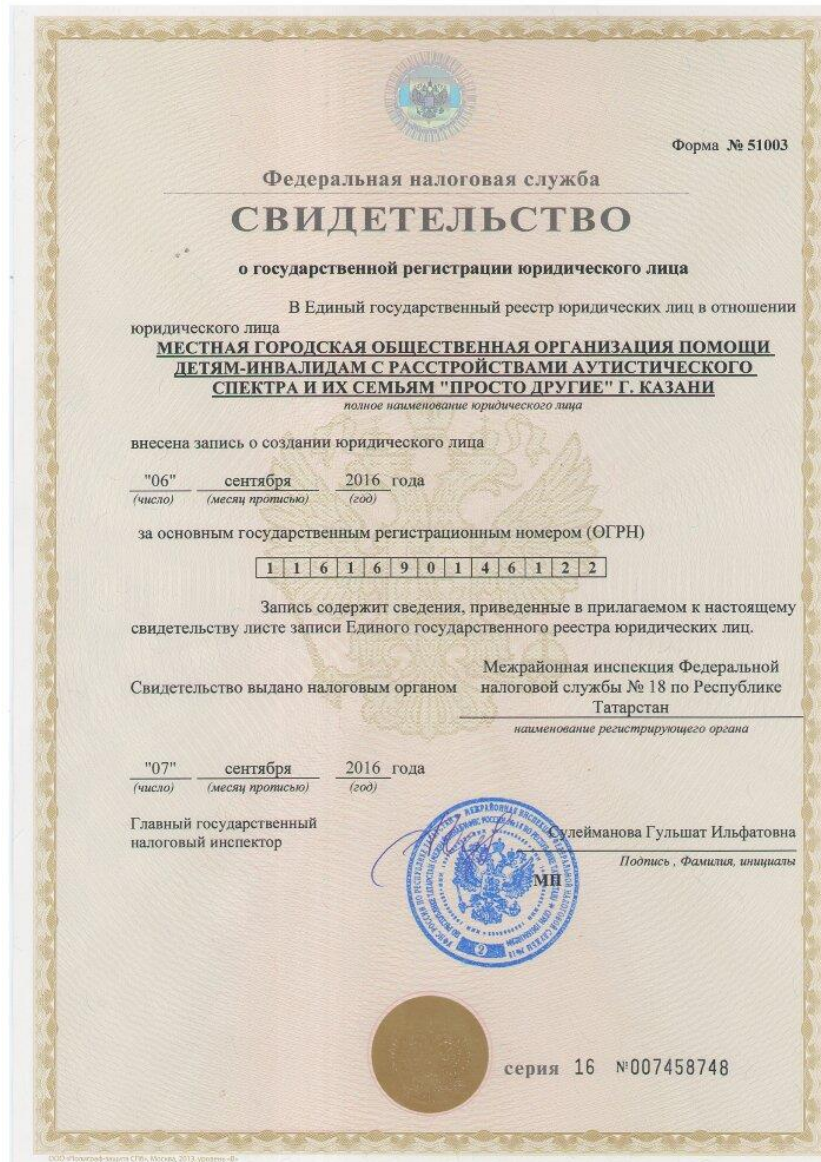 Форма № 51003
Федеральная налоговая служба
СВИДЕТЕЛЬСТВО
о государственной регистрации юридического лица
В Единый государственный реестр юридических лиц в отношении
юридического лица
МЕСТНАЯ ГОРОДСКАЯ ОБЩЕСТВЕННАЯ ОРГАНИЗАЦИЯ ПОМОЩИ
ДЕТЯМ-ИНВАЛИДАМ С РАССТРОЙСТВАМИ АУТИСТИЧЕСКОГО
СПЕКТРА И ИХ СЕМЬЯМ "ПРОСТО ДРУГИЕ" Г. КАЗАНИ
полное наименование юридического лица
внесена запись о создании юридического лица
"06" сентября 2016 года
(число) (месяц прописью) (год)
за основным государственным регистрационным номером (ОГРН)
1 1 6 1 6 9 0 1 4 6 1 2 2
Запись содержит сведения, приведенные в прилагаемом к настоящему
свидетельству листе записи Единого государственного реестра юридических лиц.
Свидетельство выдано налоговым органом
Межрайонная инспекция Федеральной
налоговой службы № 18 по Республике
Татарстан
наименование регистрирующего органа
"07" сентября 2016 года
(число) (месяц прописью) (год)
Главный государственный
налоговый инспектор
Сулейманова Гульшат Ильфатовна
Подпись , Фамилия, инициалы
МП
2
серия 16 №007458748